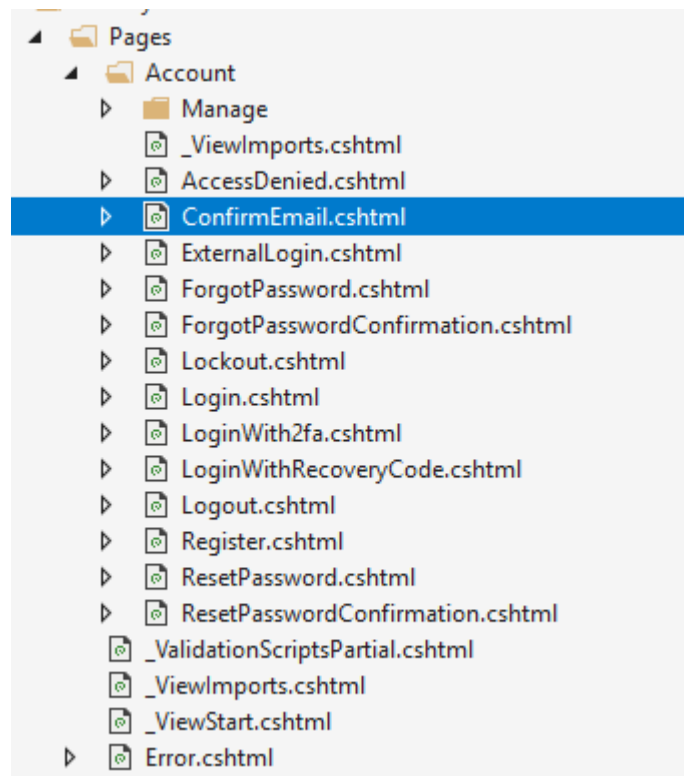 Pages
Account
Manage
_ViewImports.cshtml
AccessDenied.cshtml
ConfirmEmail.cshtml
ExternalLogin.cshtml
ForgotPassword.cshtml
ForgotPasswordConfirmation.cshtml
Lockout.cshtml
Login.cshtml
LoginWith2fa.cshtml
LoginWithRecoveryCode.cshtml
Logout.cshtml
Register.cshtml
ResetPassword.cshtml
ResetPasswordConfirmation.cshtml
_ValidationScriptsPartial.cshtml
_ViewImports.cshtml
_ViewStart.cshtml
Error.cshtml